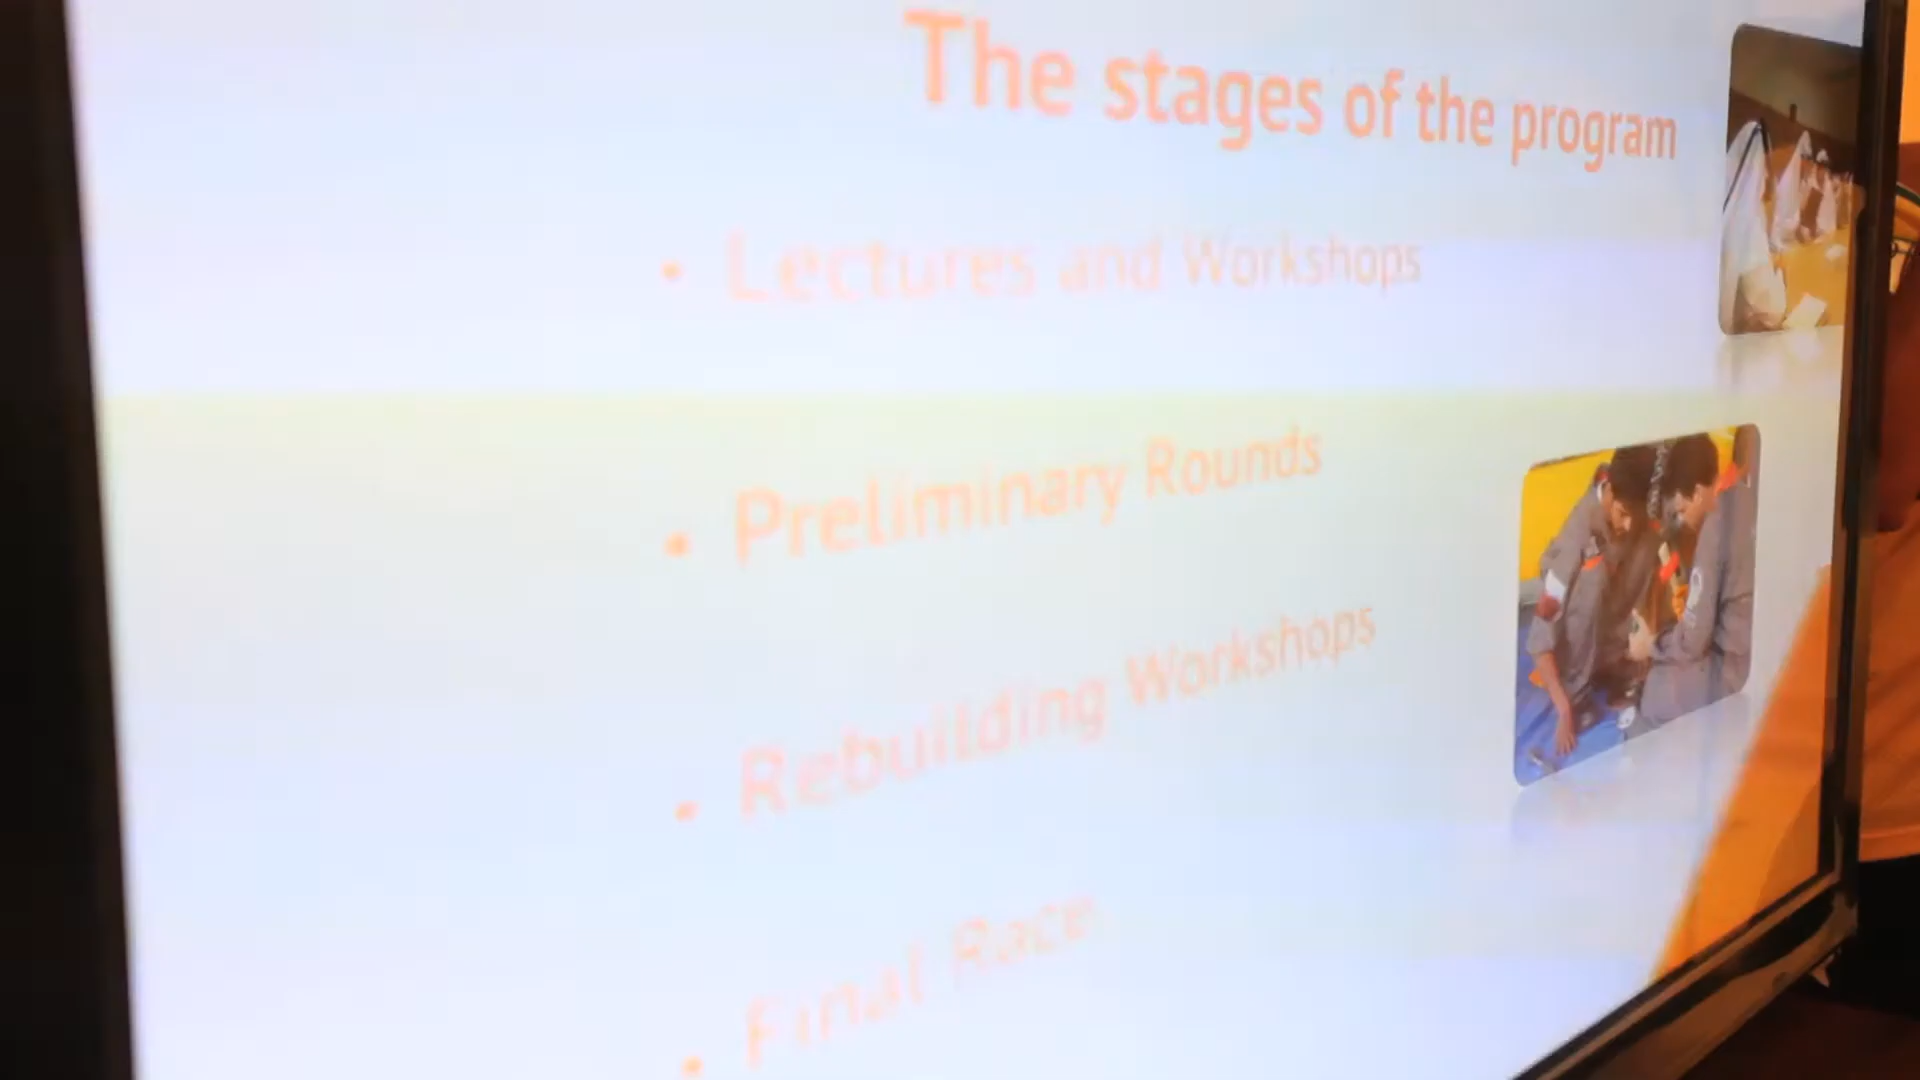 The stages of the program
• Lectures and Workshops
• Preliminary Rounds
• Rebuilding Workshops
• Final Race